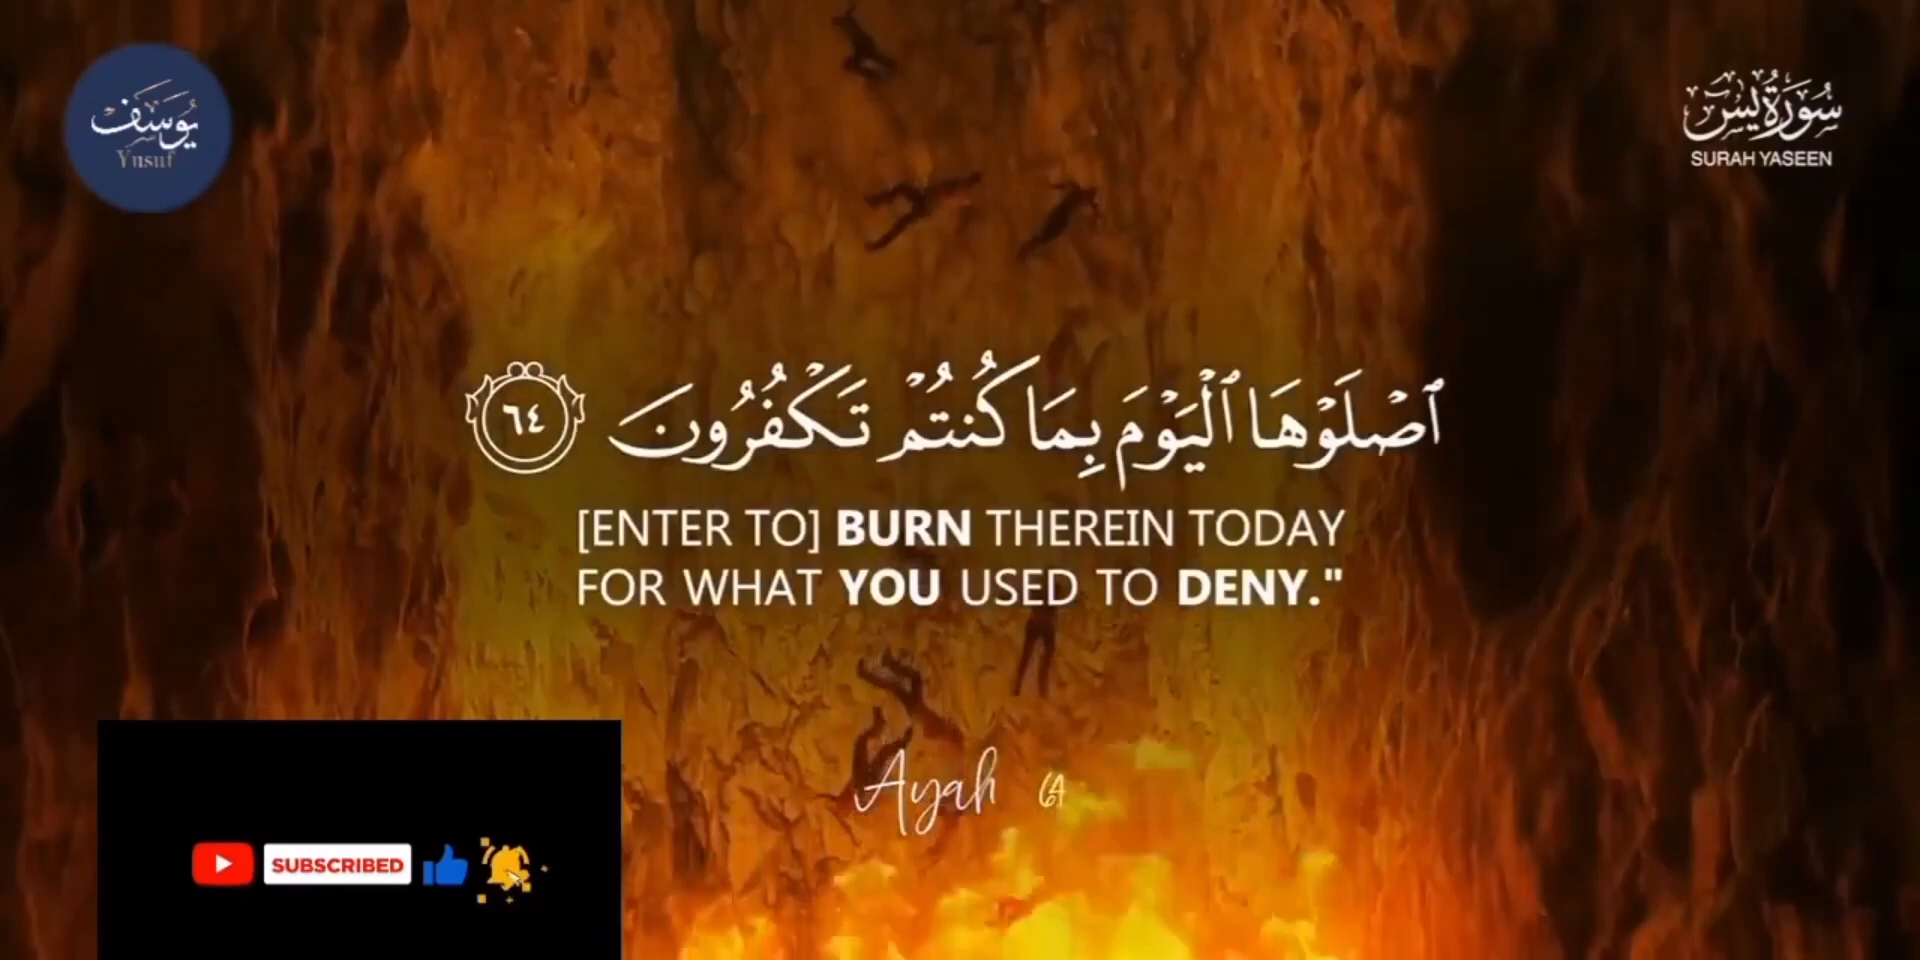 يُوسَف
Yusuf
سُورَةُ يسٓ
SURAH YASEEN
ٱصْلَوْهَا ٱلْيَوْمَ بِمَا كُنتُمْ تَكْفُرُونَ ٦٤
[ENTER TO] BURN THEREIN TODAY
FOR WHAT YOU USED TO DENY."
Ayah 64
SUBSCRIBED